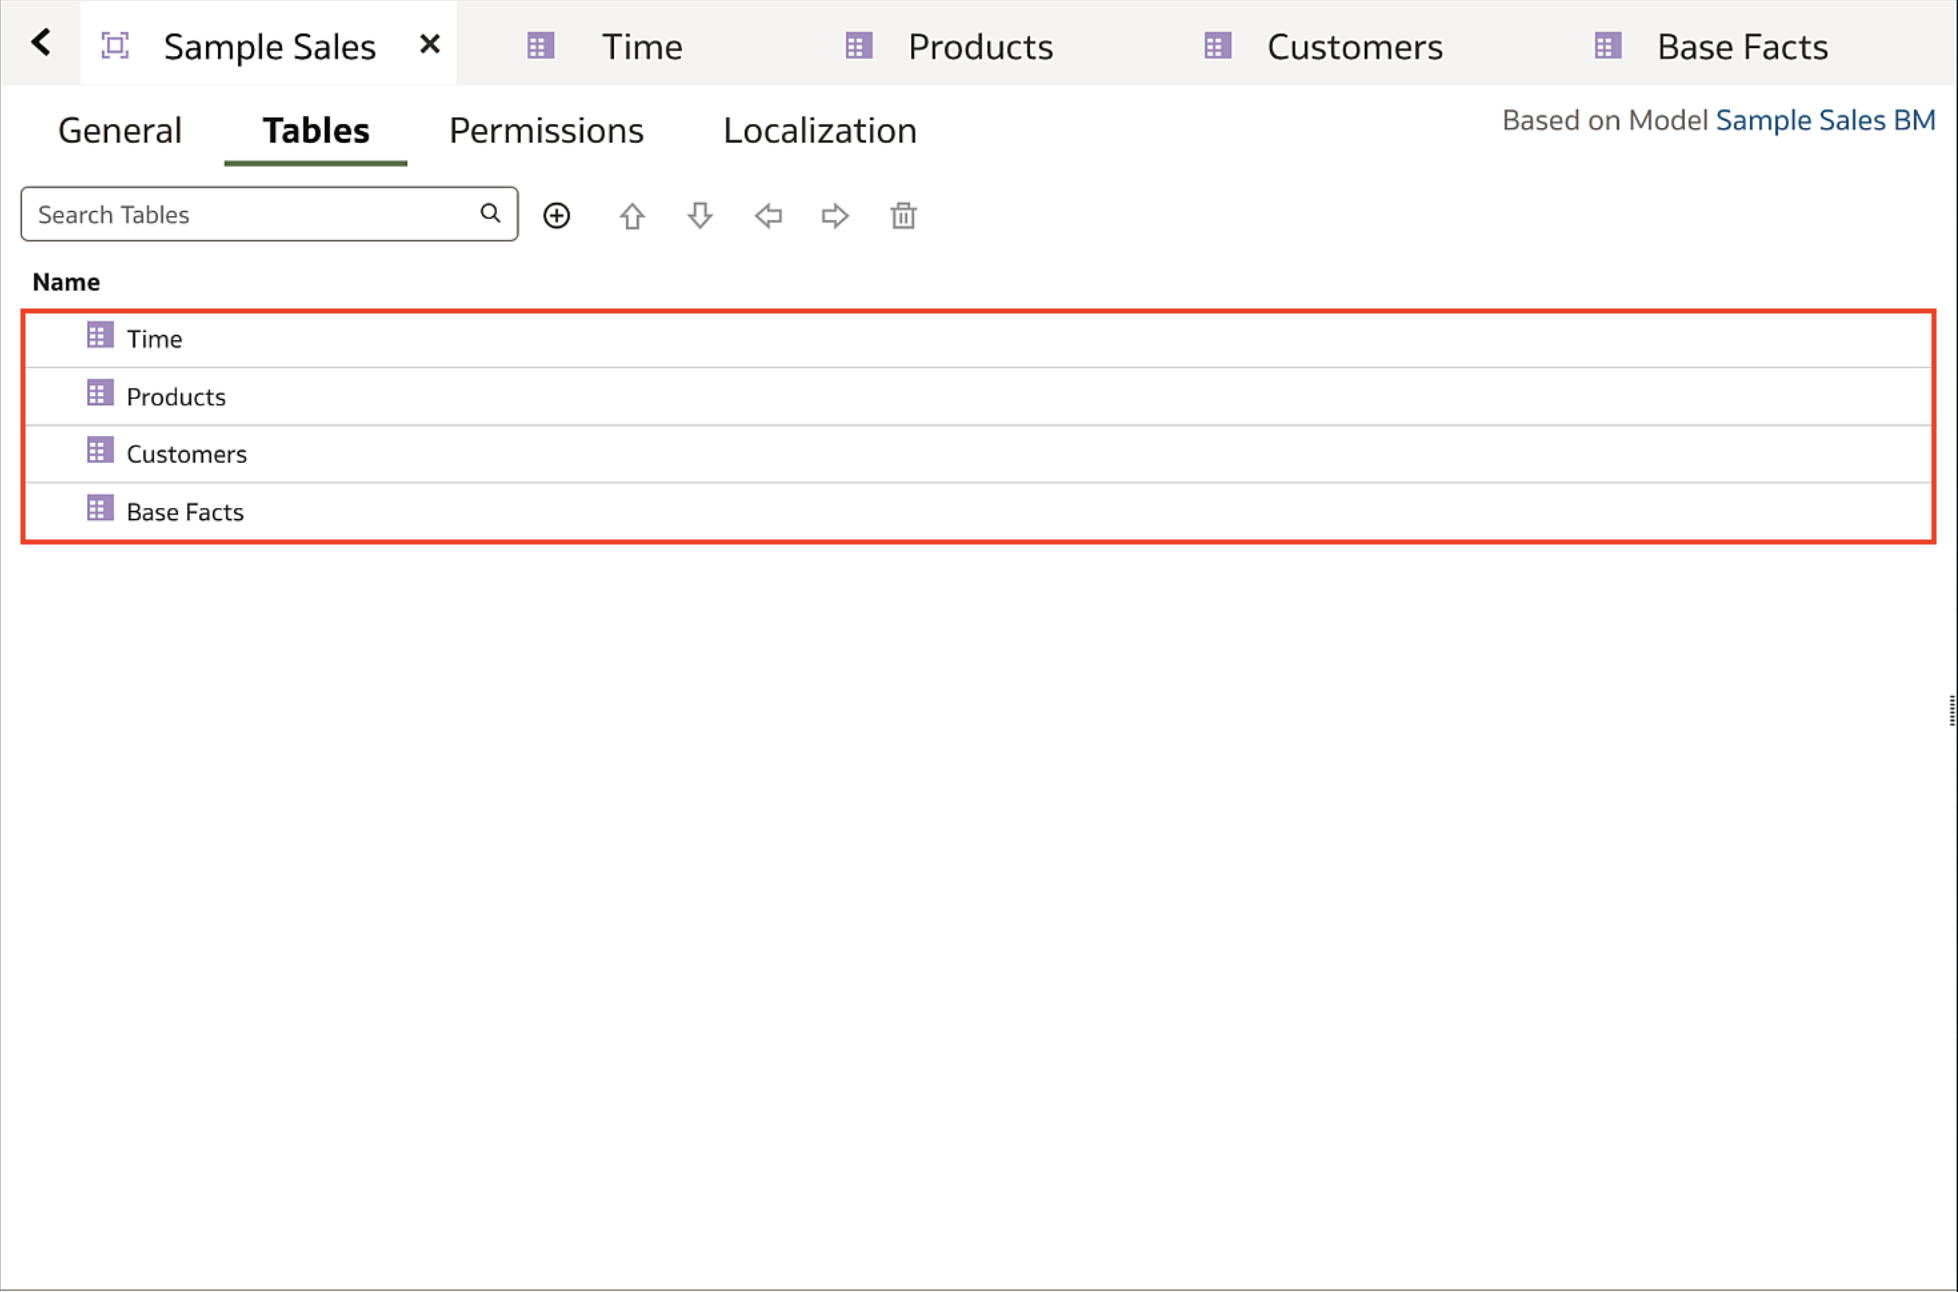 Sample Sales Time Products Customers Base Facts
General Tables Permissions Localization
Based on Model Sample Sales BM
Search Tables
Name
Time
Products
Customers
Base Facts